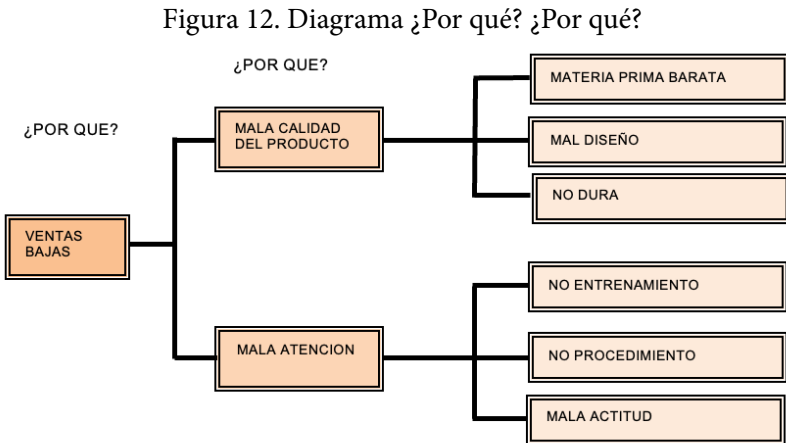 Figura 12. Diagrama ¿Por qué? ¿Por qué?
¿POR QUE?
¿POR QUE?
VENTAS
BAJAS
MALA CALIDAD
DEL PRODUCTO
MATERIA PRIMA BARATA
MAL DISEÑO
NO DURA
MALA ATENCION
NO ENTRENAMIENTO
NO PROCEDIMIENTO
MALA ACTITUD